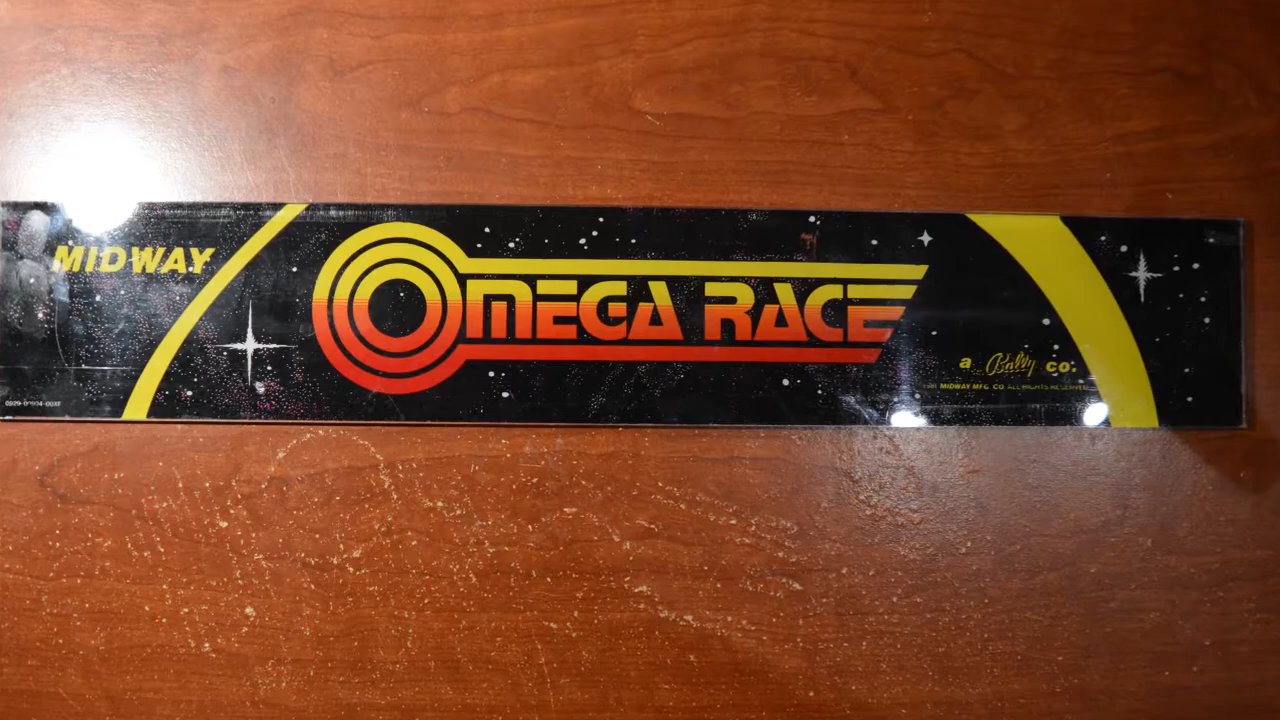 MIDWAY
OMEGA RACE
a Bally co.
MIDWAY MFG. CO. ALL RIGHTS RESERVED